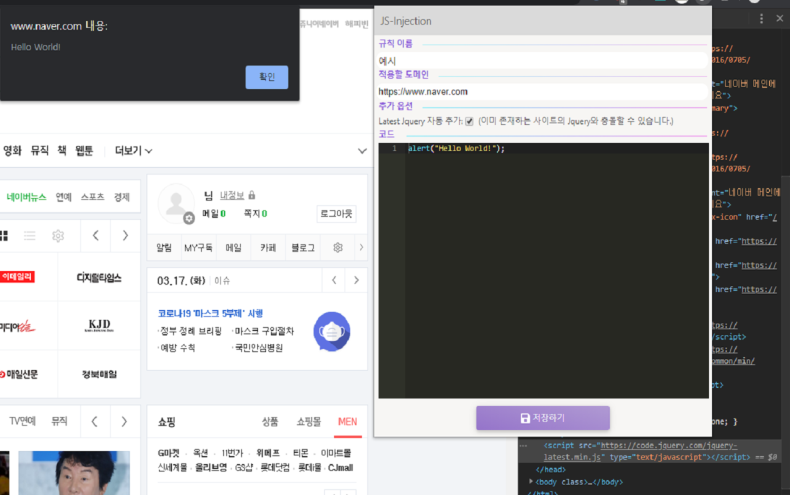 www.naver.com 내용:
Hello World!
확인
쥬니어네이버 해피빈
영화 뮤직 책 웹툰 더보기
네이버뉴스 연예 스포츠 경제
이데일리
디지털타임스
KJD
매일신문
경북매일
TV연예 뮤직
님 내정보
메일 0 쪽지 0
로그아웃
알림 MY구독 메일 카페 블로그
03.17.(화) 이슈
코로나19 '마스크 5부제' 시행
·정부 정례 브리핑 ·마스크 구입절차
·예방 수칙 ·국민안심병원
쇼핑 상품 쇼핑몰 MEN
G마켓 · 옥션 · 11번가 · 위메프 · 티몬 · 이마트몰
신세계몰 · 올리브영 · GS샵 · 롯데닷컴 · 롯데i몰 · CJmall
JS-Injection
규칙 이름
예시
적용할 도메인
https://www.naver.com
추가 옵션
Latest Jquery 자동 추가: (이미 존재하는 사이트의 Jquery와 충돌할 수 있습니다.)
코드
1 alert("Hello World!");
저장하기
ps://
016/0705/
t="네이버 메인에
요">
mary">
ps://
ttps://
016/0705/
nt="네이버 메인에
요">
x-icon" href="/
href="https://
href="https://
">
href="https://
ps://
/script>
tps://
ommon/min/
pt>
one; }
<script src="https://code.jquery.com/jquery-
latest.min.js" type="text/javascript"></script> == $0
</head>
<body class>…</body>
</html>